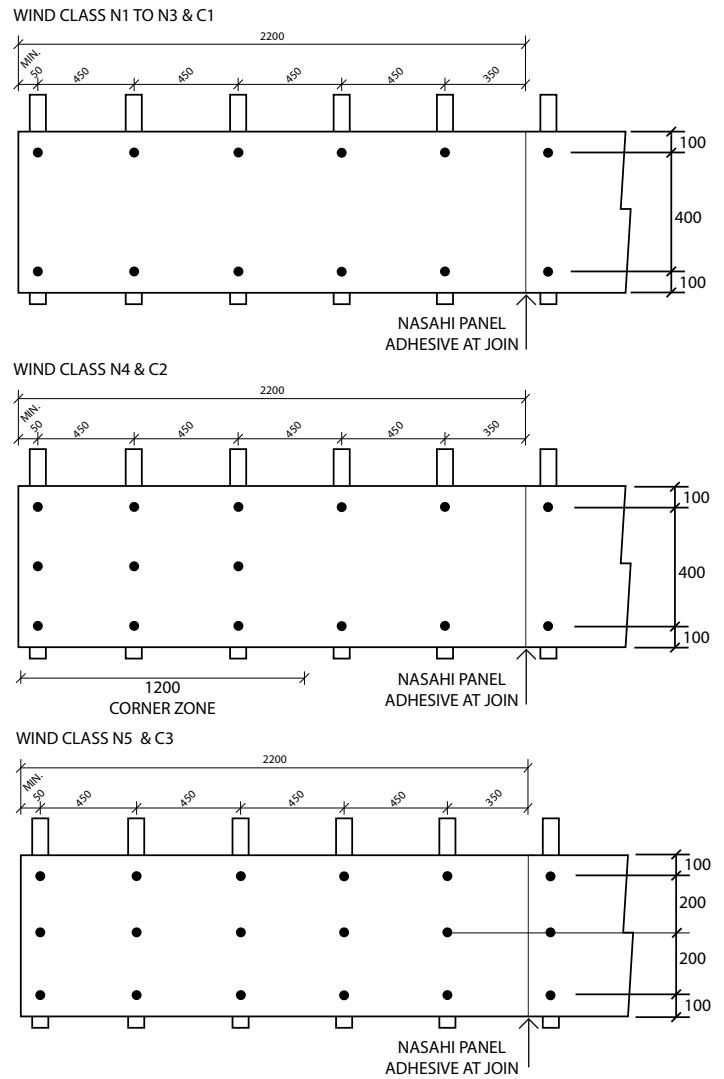 WIND CLASS N1 TO N3 & C1
2200
MIN.
50
450
450
450
450
350
100
400
100
NASAHI PANEL
ADHESIVE AT JOIN
WIND CLASS N4 & C2
2200
MIN.
50
450
450
450
450
350
100
400
100
1200
CORNER ZONE
NASAHI PANEL
ADHESIVE AT JOIN
WIND CLASS N5 & C3
2200
MIN.
50
450
450
450
450
350
100
200
200
100
NASAHI PANEL
ADHESIVE AT JOIN